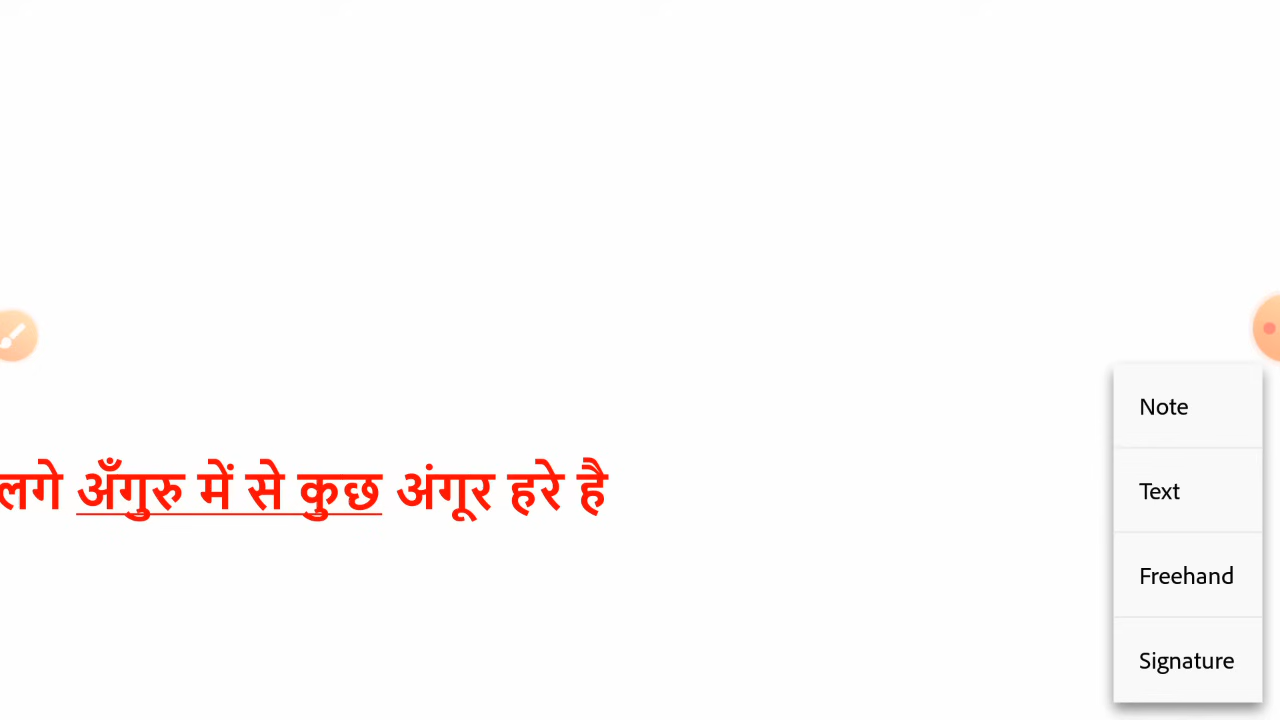 लगे अँगुरु में से कुछ अंगूर हरे है
Note
Text
Freehand
Signature